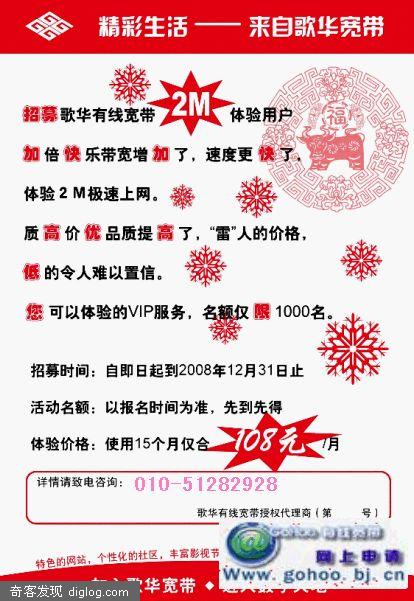 精彩生活 —— 来自歌华宽带
福
招募歌华有线宽带 2M 体验用户
加倍快乐带宽增加了，速度更快了，
体验2M极速上网。
质高价优品质提高了，“雷”人的价格，
低的令人难以置信。
您可以体验的VIP服务，名额仅限1000名。
招募时间：自即日起到2008年12月31日止
活动名额：以报名时间为准，先到先得
体验价格：使用15个月仅合 108元 /月
详情请致电咨询：010-51282928
歌华有线宽带授权代理商（第 号）
特色的网站，个性化的社区，丰富影视节
Gohoo
网上申请
www.gohoo.bj.cn
加入歌华宽带 ◆ 进入数字天地
奇客发现 | diglog.com